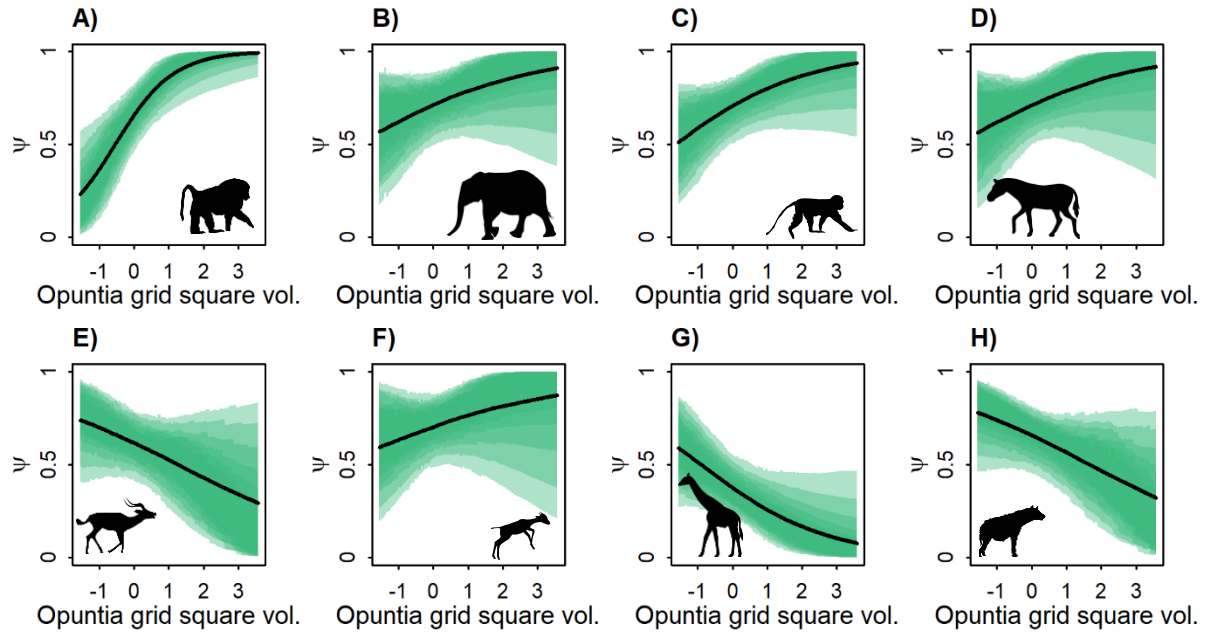 A) B) C) D)
ψ 0 0.5 1 ψ 0 0.5 1 ψ 0 0.5 1 ψ 0 0.5 1
-1 0 1 2 3 -1 0 1 2 3 -1 0 1 2 3 -1 0 1 2 3
Opuntia grid square vol. Opuntia grid square vol. Opuntia grid square vol. Opuntia grid square vol.
E) F) G) H)
ψ 0 0.5 1 ψ 0 0.5 1 ψ 0 0.5 1 ψ 0 0.5 1
-1 0 1 2 3 -1 0 1 2 3 -1 0 1 2 3 -1 0 1 2 3
Opuntia grid square vol. Opuntia grid square vol. Opuntia grid square vol. Opuntia grid square vol.